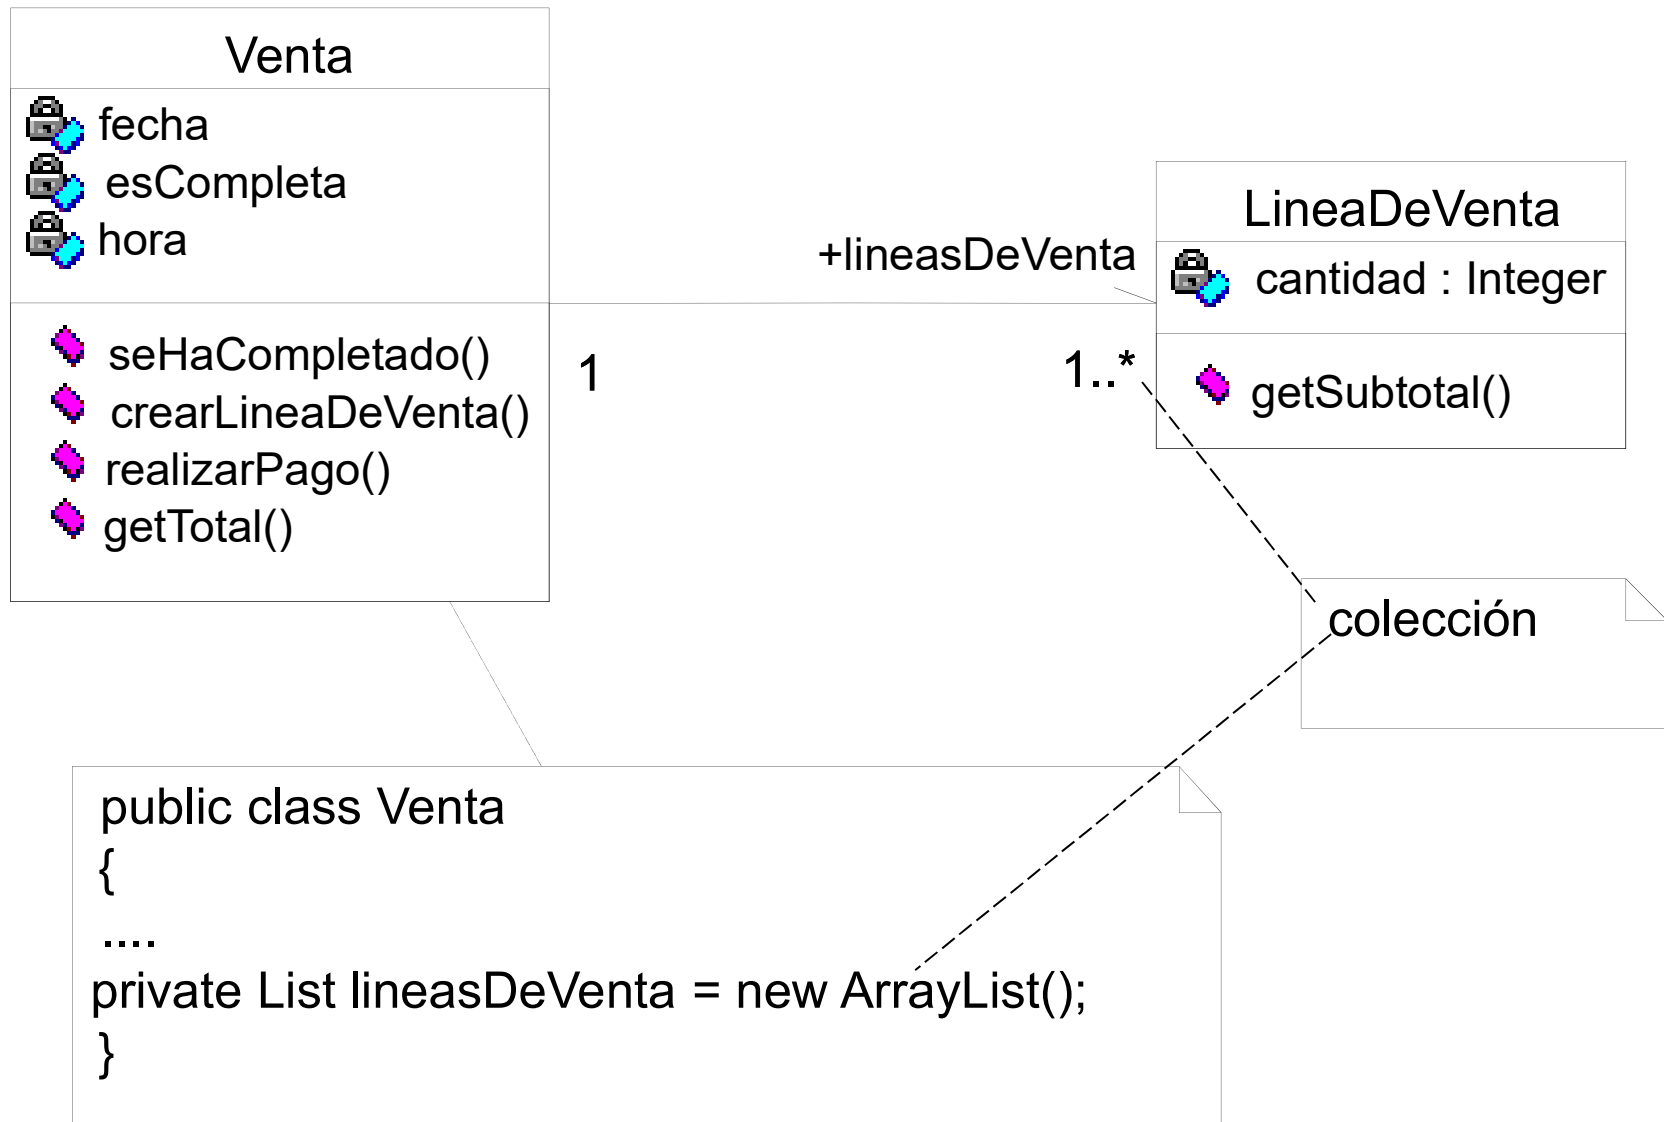 Venta
fecha
esCompleta
hora
seHaCompletado()
crearLineaDeVenta()
realizarPago()
getTotal()
+lineasDeVenta
1
1..*
LineaDeVenta
cantidad : Integer
getSubtotal()
colección
public class Venta
{
....
private List lineasDeVenta = new ArrayList();
}